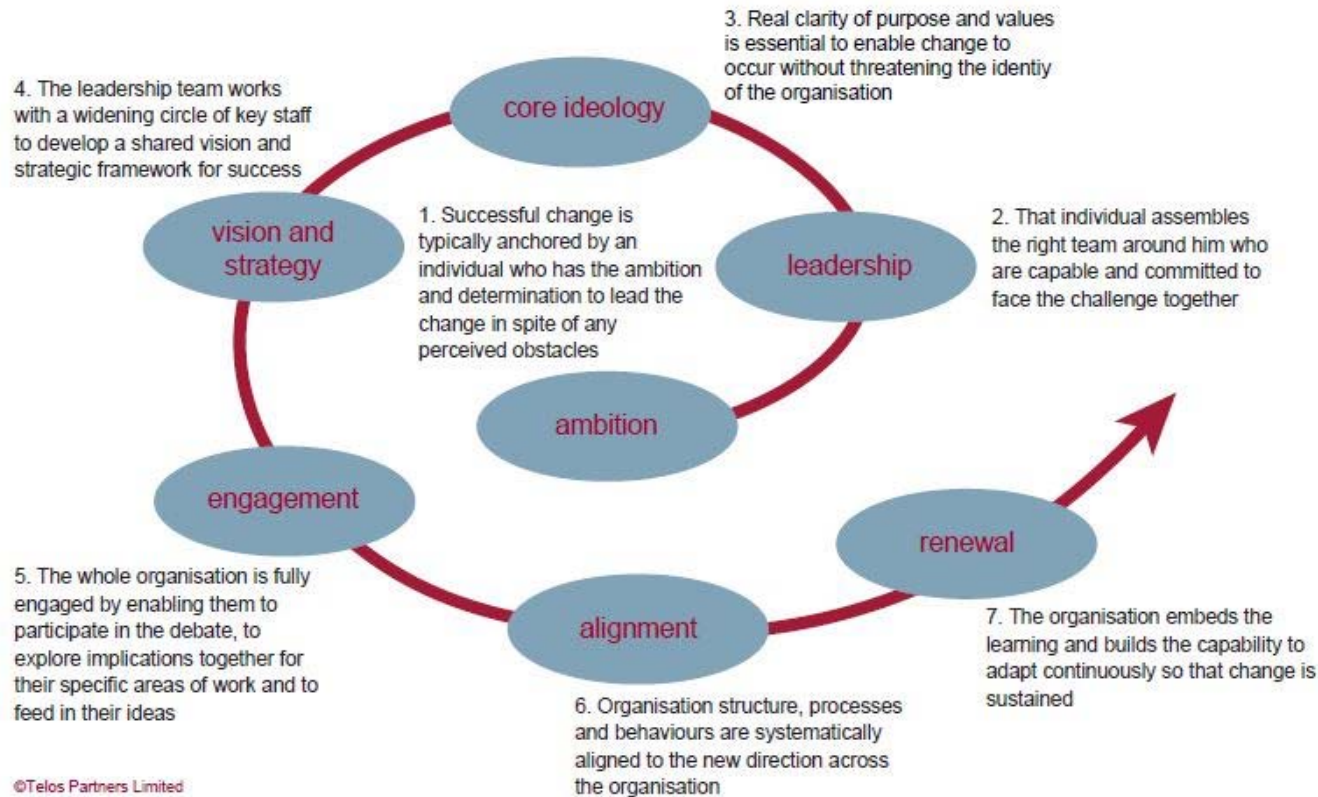 3. Real clarity of purpose and values
is essential to enable change to
occur without threatening the identiy
of the organisation
4. The leadership team works
with a widening circle of key staff
to develop a shared vision and
strategic framework for success
core ideology
vision and
strategy
1. Successful change is
typically anchored by an
individual who has the ambition
and determination to lead the
change in spite of any
perceived obstacles
leadership
2. That individual assembles
the right team around him who
are capable and committed to
face the challenge together
ambition
engagement
renewal
5. The whole organisation is fully
engaged by enabling them to
participate in the debate, to
explore implications together for
their specific areas of work and to
feed in their ideas
alignment
7. The organisation embeds the
learning and builds the capability to
adapt continuously so that change is
sustained
6. Organisation structure, processes
and behaviours are systematically
aligned to the new direction across
the organisation
©Telos Partners Limited